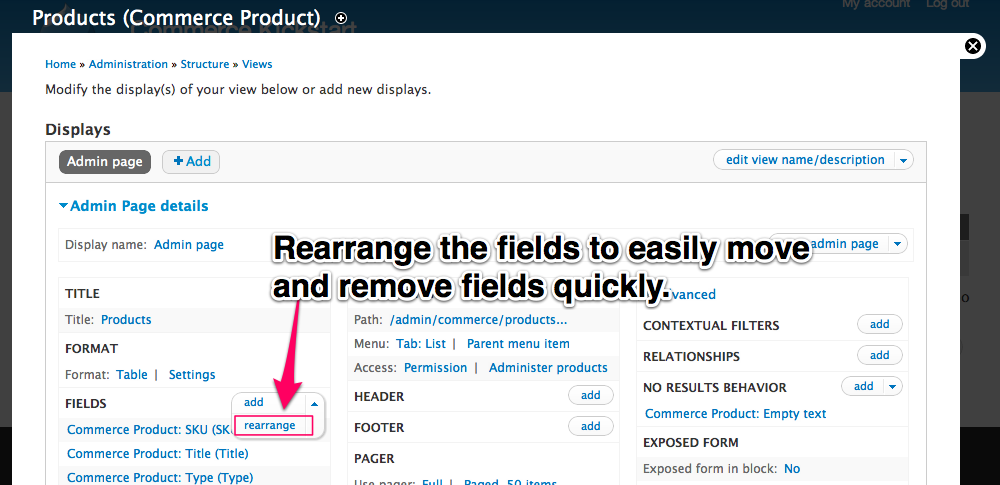 My account Log out
Products (Commerce Product)
Commerce Kickstart
Home » Administration » Structure » Views
Modify the display(s) of your view below or add new displays.
Displays
Admin page
+ Add
edit view name/description
Admin Page details
Display name: Admin page
admin page
Rearrange the fields to easily move
and remove fields quickly.
TITLE
Title: Products
FORMAT
Format: Table | Settings
FIELDS
add
rearrange
Commerce Product: SKU (SK
Commerce Product: Title (Title)
Commerce Product: Type (Type)
Path: /admin/commerce/products...
Menu: Tab: List | Parent menu item
Access: Permission | Administer products
HEADER add
FOOTER add
PAGER
Use pager: Full | Paged, 50 items
Advanced
CONTEXTUAL FILTERS add
RELATIONSHIPS add
NO RESULTS BEHAVIOR add
Commerce Product: Empty text
EXPOSED FORM
Exposed form in block: No